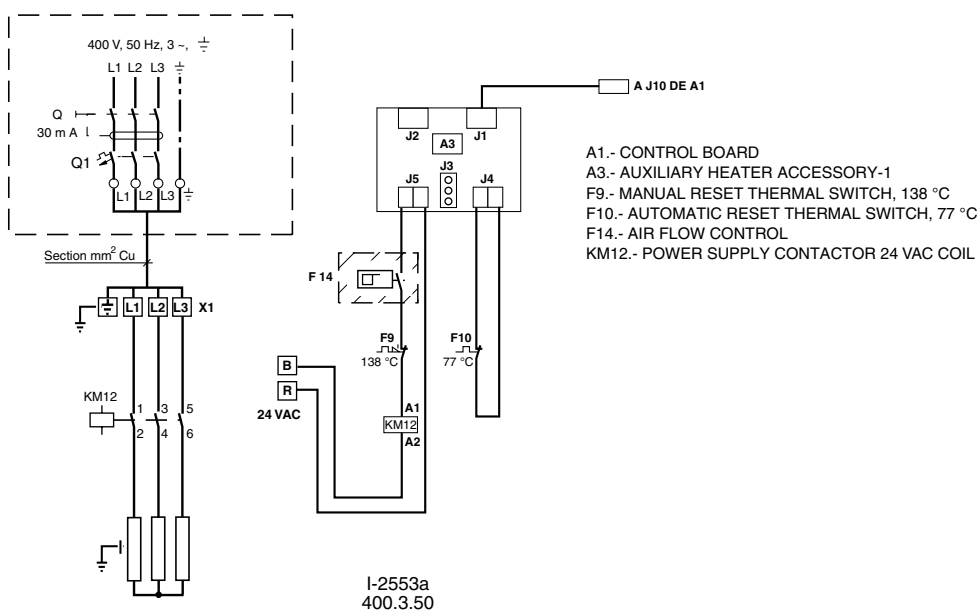 400 V, 50 Hz, 3 ~,
L1 L2 L3
Q
30 m A
Q1
L1 L2 L3
Section mm² Cu
L1 L2 L3 X1
KM12
1 3 5
2 4 6
A J10 DE A1
J2 J1
A3
J3
J5 J4
F 14
F9
138 °C
F10
77 °C
B
R
24 VAC
A1
KM12
A2
A1.- CONTROL BOARD
A3.- AUXILIARY HEATER ACCESSORY-1
F9.- MANUAL RESET THERMAL SWITCH, 138 °C
F10.- AUTOMATIC RESET THERMAL SWITCH, 77 °C
F14.- AIR FLOW CONTROL
KM12.- POWER SUPPLY CONTACTOR 24 VAC COIL
I-2553a
400.3.50